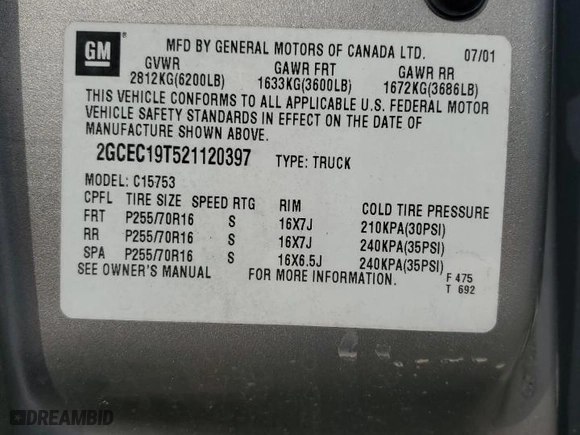 GM
MFD BY GENERAL MOTORS OF CANADA LTD. 07/01
GVWR GAWR FRT GAWR RR
2812KG(6200LB) 1633KG(3600LB) 1672KG(3686LB)
THIS VEHICLE CONFORMS TO ALL APPLICABLE U.S. FEDERAL MOTOR
VEHICLE SAFETY STANDARDS IN EFFECT ON THE DATE OF
MANUFACTURE SHOWN ABOVE.
2GCEC19T521120397 TYPE: TRUCK
MODEL: C15753
CPFL TIRE SIZE SPEED RTG RIM COLD TIRE PRESSURE
FRT P255/70R16 S 16X7J 210KPA(30PSI)
RR P255/70R16 S 16X7J 240KPA(35PSI)
SPA P255/70R16 S 16X6.5J 240KPA(35PSI)
SEE OWNER'S MANUAL FOR MORE INFORMATION.
F 475
T 692
DREAMBID